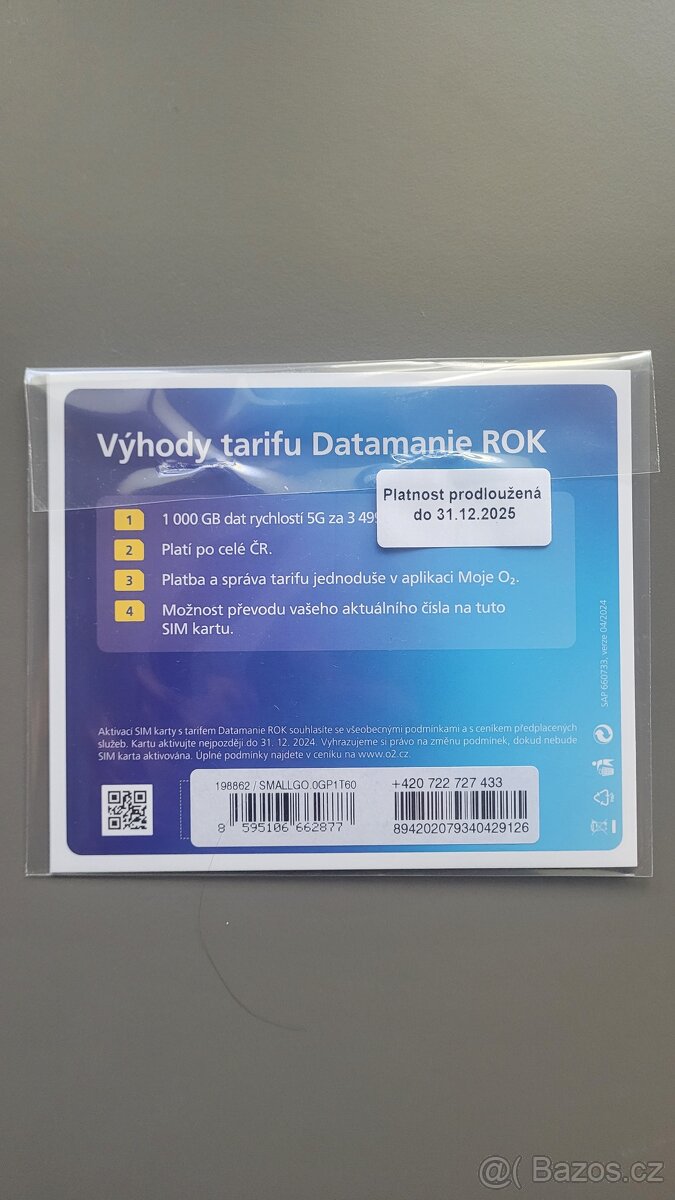 Výhody tarifu Datamanie ROK
Platnost prodloužená
do 31.12.2025
1 1 000 GB dat rychlostí 5G za 3 49
2 Platí po celé ČR.
3 Platba a správa tarifu jednoduše v aplikaci Moje O₂.
4 Možnost převodu vašeho aktuálního čísla na tuto
SIM kartu.
SAP 660733, verze 04/2024
Aktivací SIM karty s tarifem Datamanie ROK souhlasíte se všeobecnými podmínkami a s ceníkem předplacených
služeb. Kartu aktivujte nejpozději do 31. 12. 2024. Vyhrazujeme si právo na změnu podmínek, dokud nebude
SIM karta aktivována. Úplné podmínky najdete v ceníku na www.o2.cz.
198862 / SMALLGO.0GP1T60
8 595106 662877
+420 722 727 433
894202079340429126
@( Bazos.cz